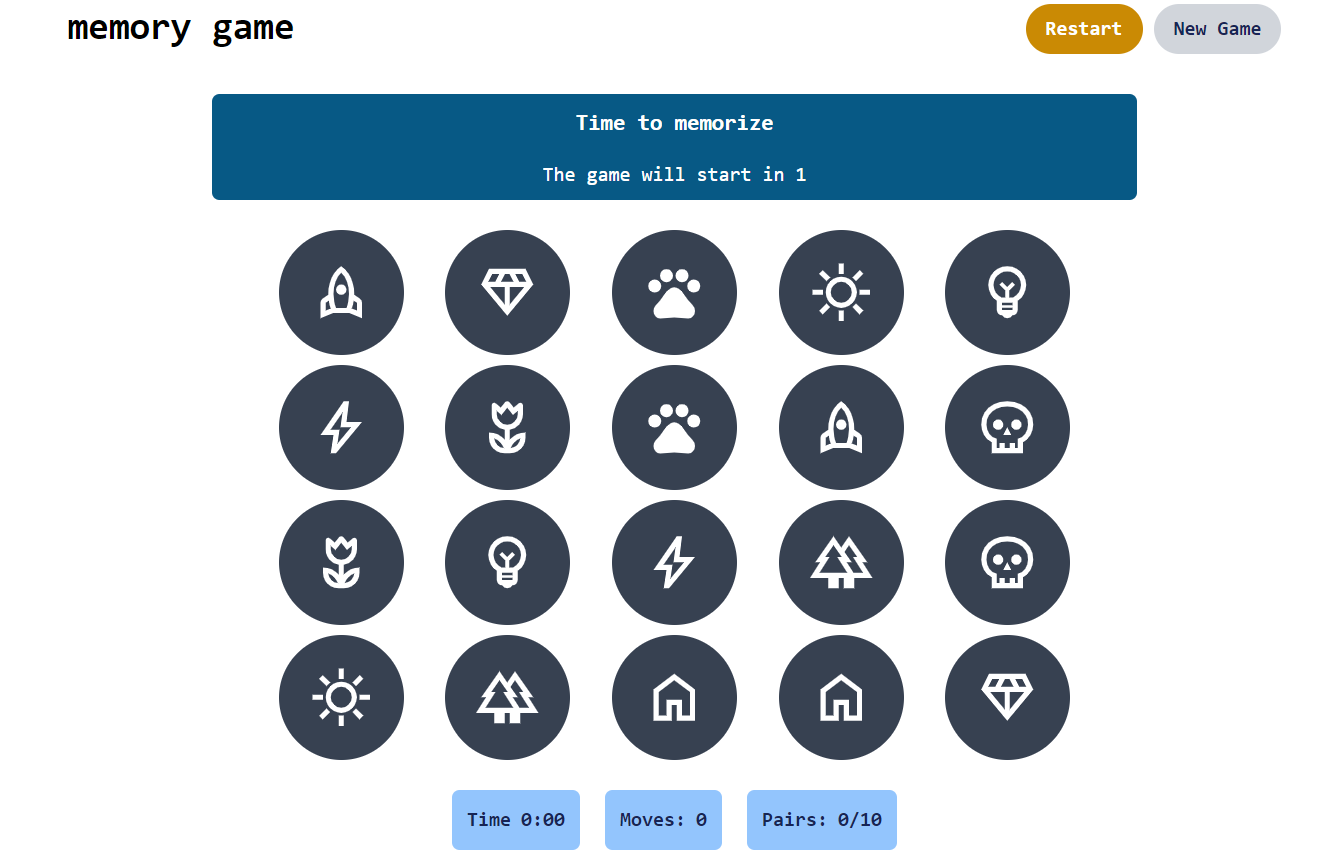 memory game
Restart
New Game
Time to memorize
The game will start in 1
Time 0:00
Moves: 0
Pairs: 0/10